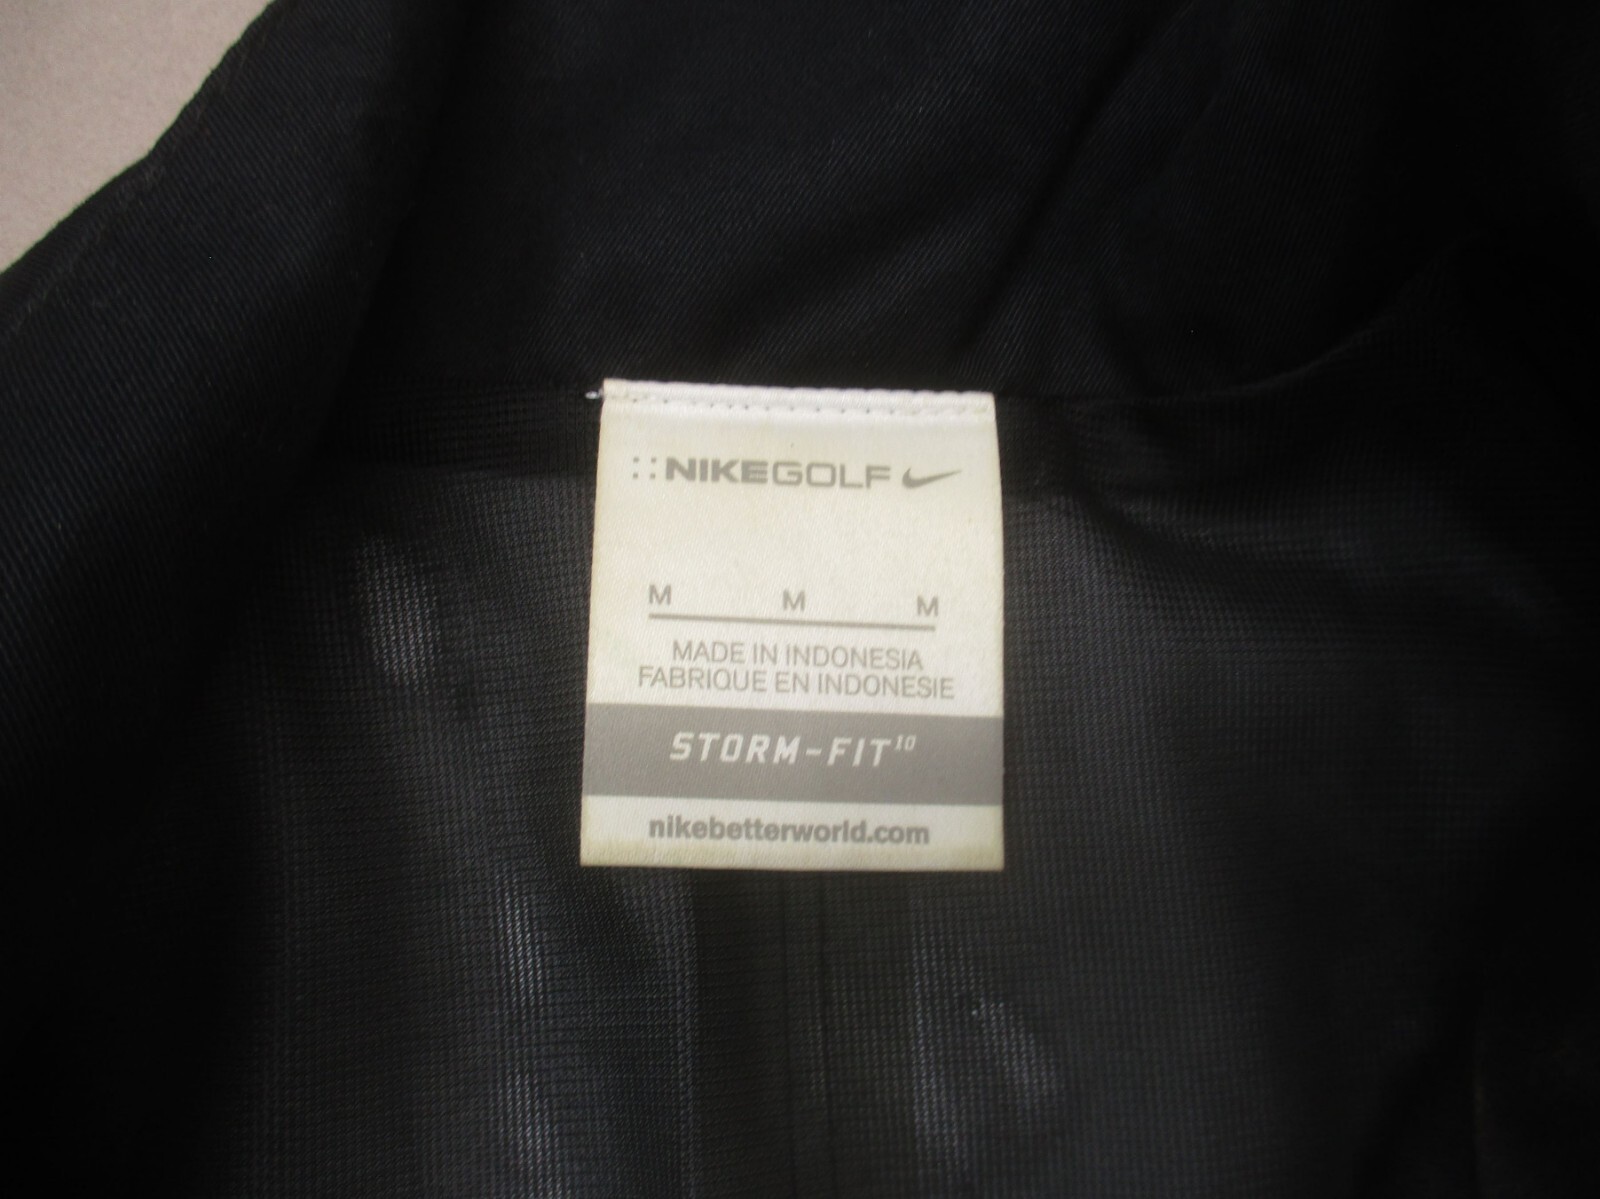 NIKEGOLF
M M M
MADE IN INDONESIA
FABRIQUE EN INDONESIE
STORM-FIT¹⁰
nikebetterworld.com